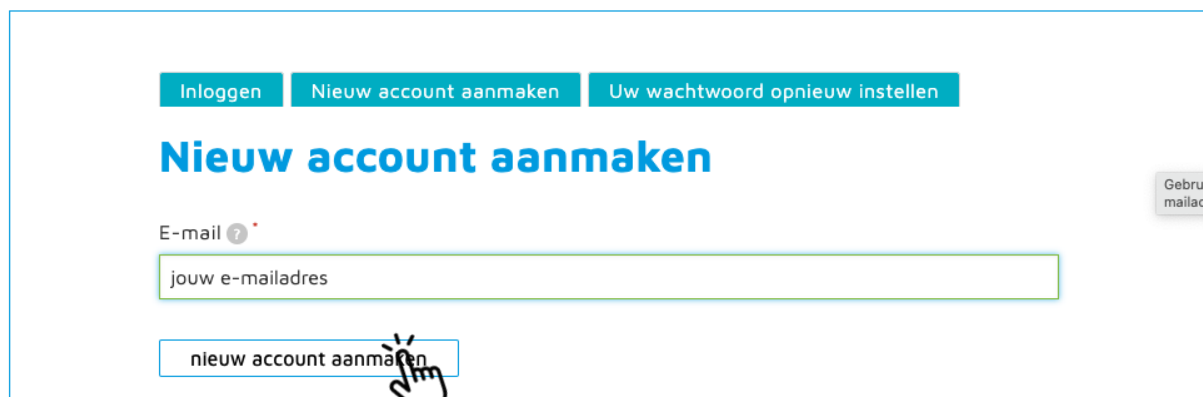 Inloggen
Nieuw account aanmaken
Uw wachtwoord opnieuw instellen
Nieuw account aanmaken
E-mail ? *
jouw e-mailadres
nieuw account aanmaken